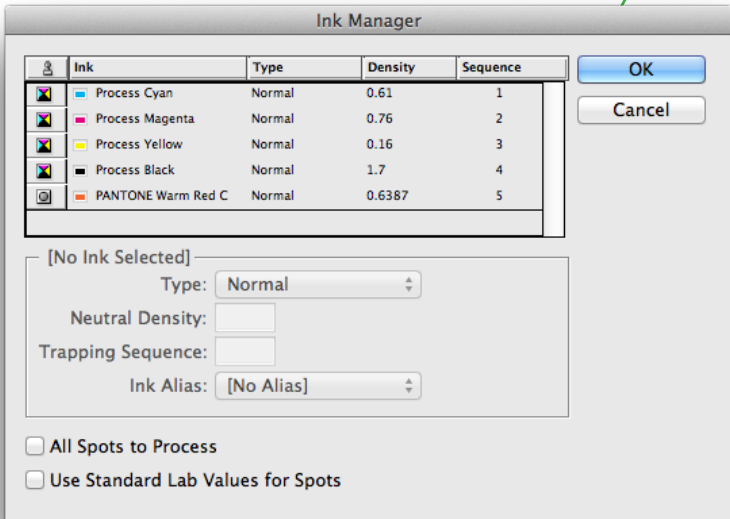 Ink Manager
Ink Type Density Sequence
Process Cyan Normal 0.61 1
Process Magenta Normal 0.76 2
Process Yellow Normal 0.16 3
Process Black Normal 1.7 4
PANTONE Warm Red C Normal 0.6387 5
OK
Cancel
[No Ink Selected]
Type: Normal
Neutral Density:
Trapping Sequence:
Ink Alias: [No Alias]
All Spots to Process
Use Standard Lab Values for Spots